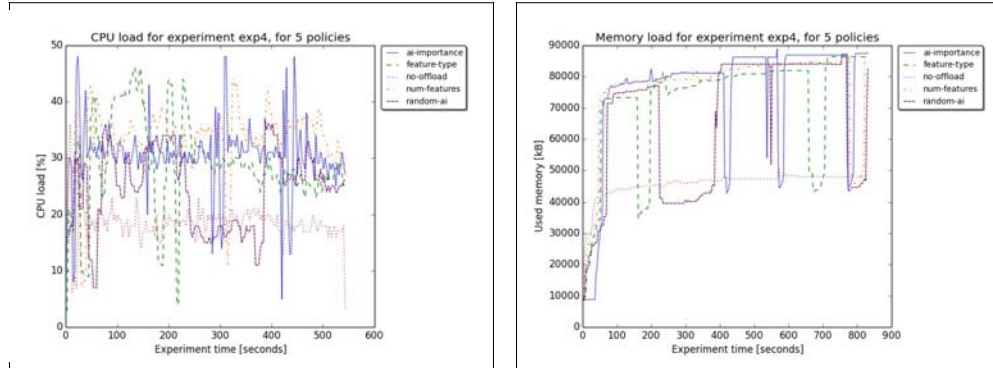 CPU load for experiment exp4, for 5 policies
50
40
30
20
10
0
CPU load [%]
0 100 200 300 400 500 600
Experiment time [seconds]
ai-importance
feature-type
no-offload
num-features
random-ai
Memory load for experiment exp4, for 5 policies
90000
80000
70000
60000
50000
40000
30000
20000
10000
0
Used memory [kB]
0 100 200 300 400 500 600 700 800 900
Experiment time [seconds]
ai-importance
feature-type
no-offload
num-features
random-ai